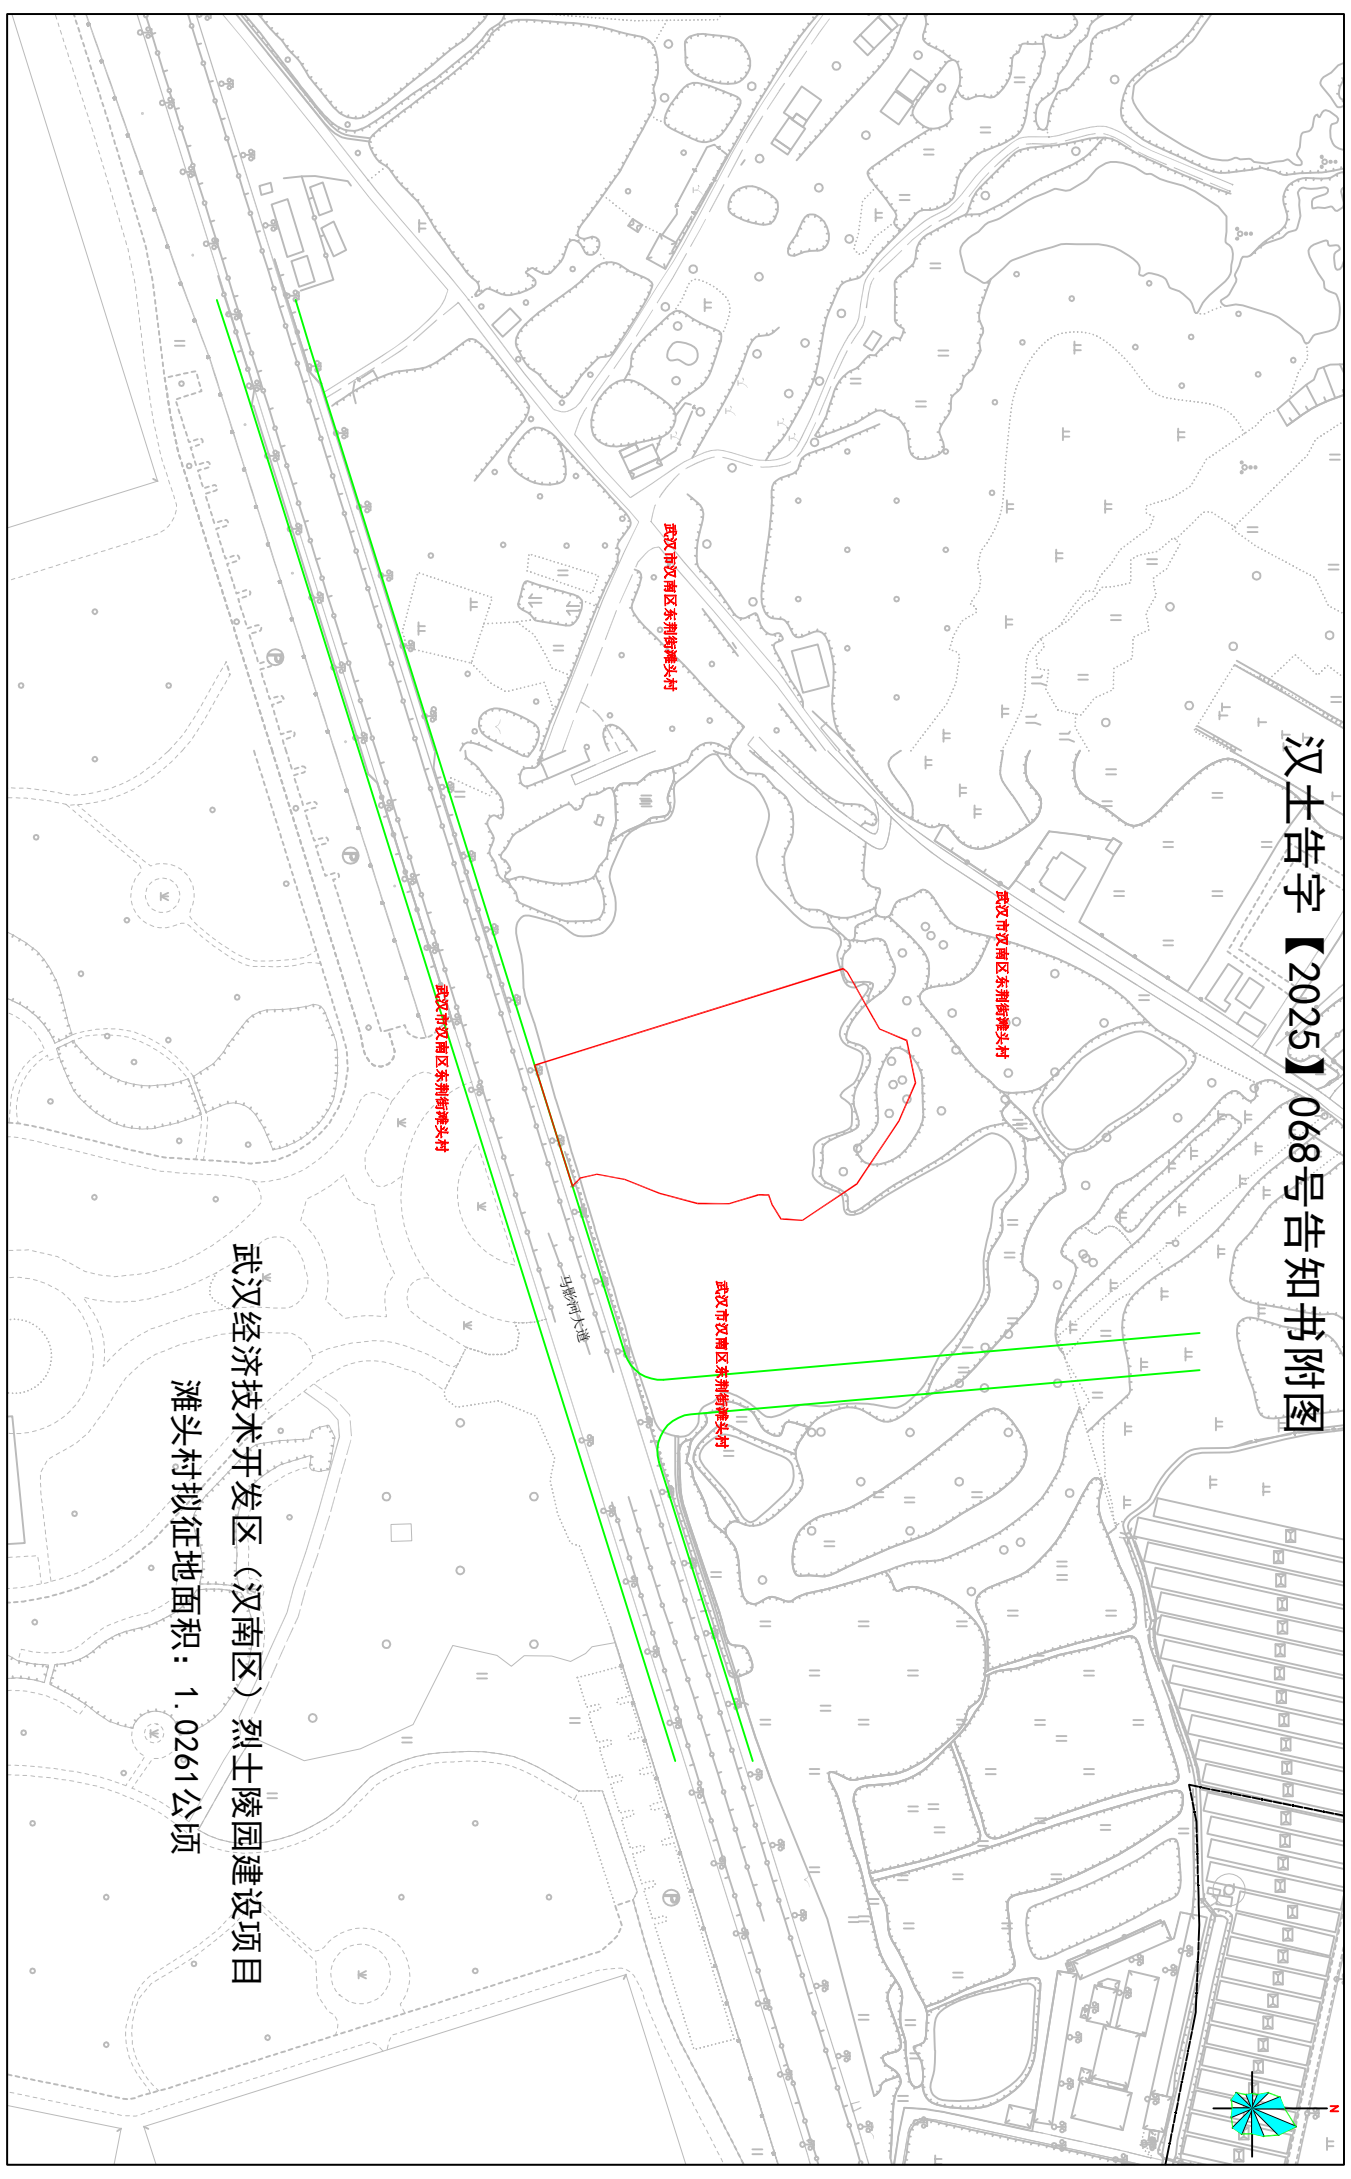 汉土告字【2025】068号告知书附图
N
武汉市汉南区东荆街滩头村
武汉市汉南区东荆街滩头村
武汉市汉南区东荆街滩头村
武汉市汉南区东荆街滩头村
马影河大道
P
P
P
武汉经济技术开发区（汉南区）烈士陵园建设项目
滩头村拟征地面积：1.0261公顷